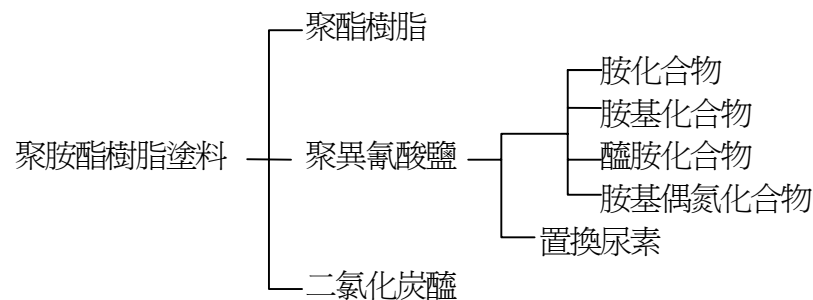 聚酯樹脂
胺化合物
胺基化合物
聚胺酯樹脂塗料
聚異氰酸鹽
醯胺化合物
胺基偶氮化合物
置換尿素
二氯化炭醯